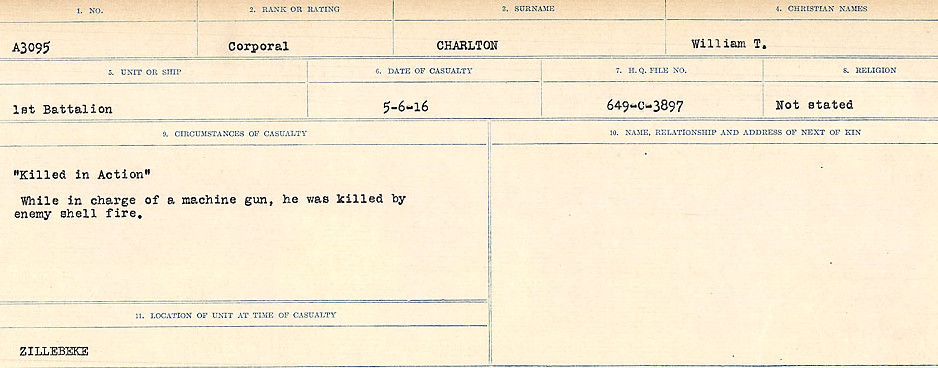 1. NO.
2. RANK OR RATING
3. SURNAME
4. CHRISTIAN NAMES
A3095
Corporal
CHARLTON
William T.
5. UNIT OR SHIP
6. DATE OF CASUALTY
7. H. Q. FILE NO.
8. RELIGION
1st Battalion
5-6-16
649-C-3897
Not stated
9. CIRCUMSTANCES OF CASUALTY
"Killed in Action"
While in charge of a machine gun, he was killed by
enemy shell fire.
10. NAME, RELATIONSHIP AND ADDRESS OF NEXT OF KIN
11. LOCATION OF UNIT AT TIME OF CASUALTY
ZILLEBEKE